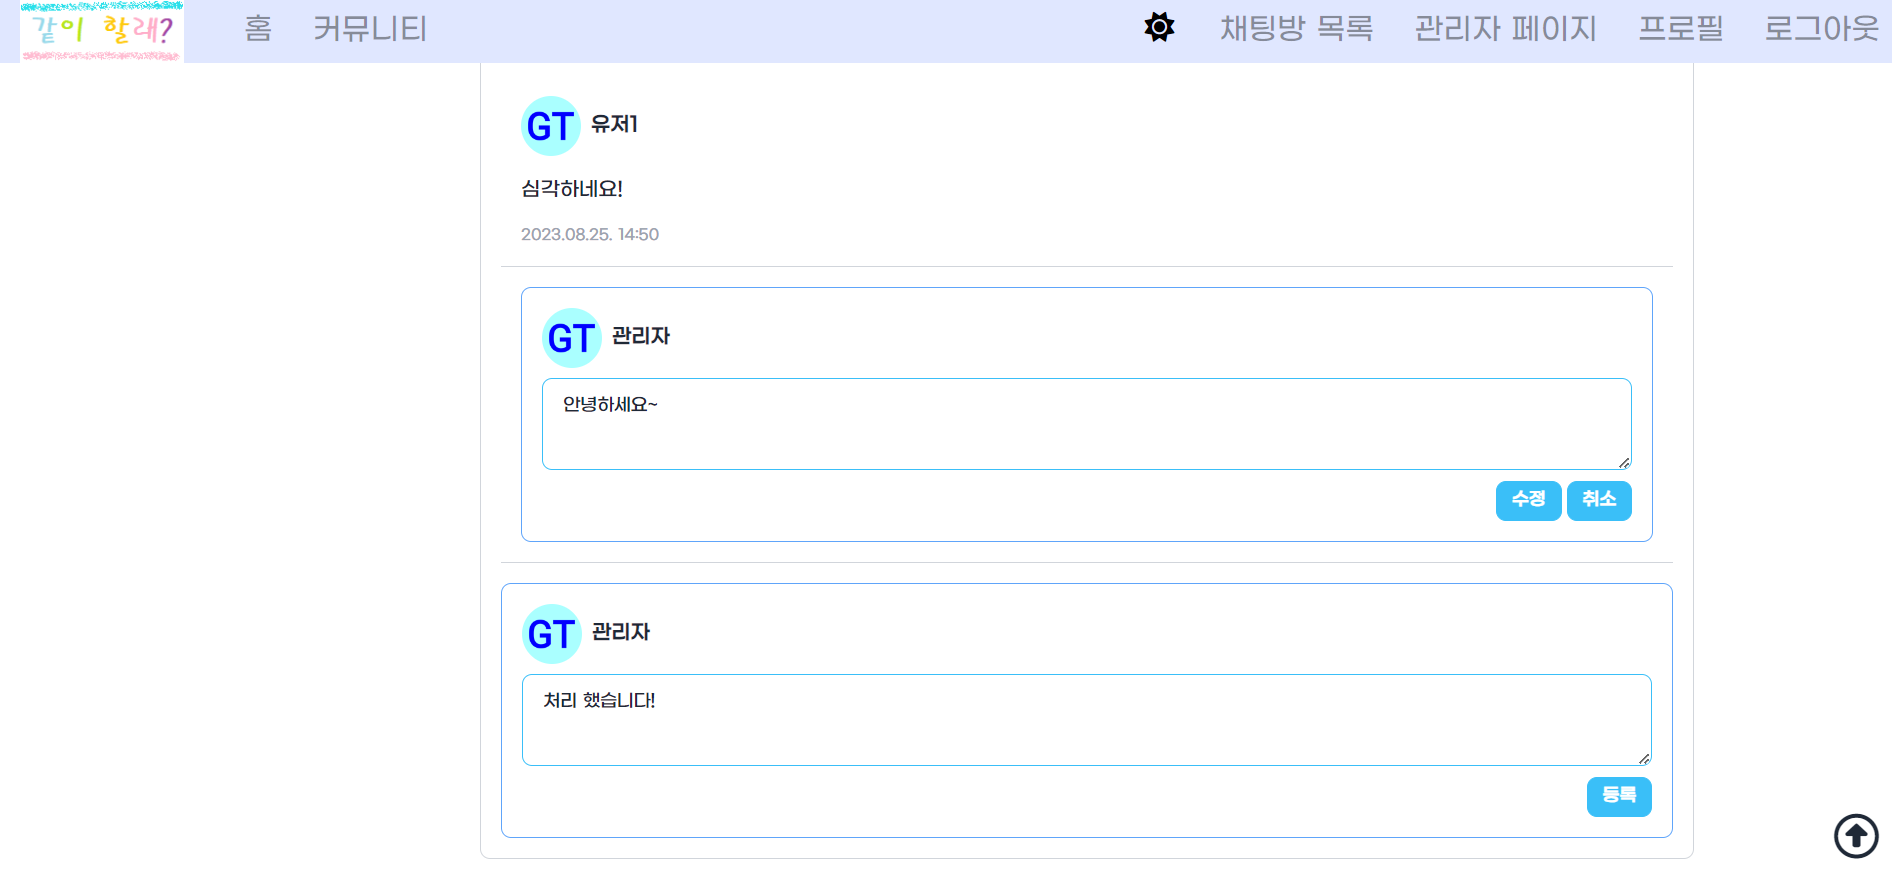 같이 할래?
홈 커뮤니티 채팅방 목록 관리자 페이지 프로필 로그아웃
GT 유저1
심각하네요!
2023.08.25. 14:50
GT 관리자
안녕하세요~
수정 취소
GT 관리자
처리 했습니다!
등록